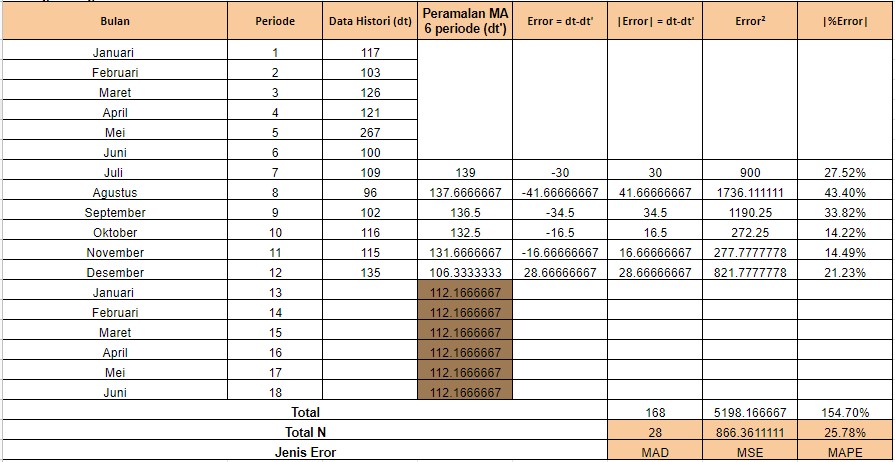 Bulan Periode Data Histori (dt) Peramalan MA 6 periode (dt') Error = dt-dt' |Error| = dt-dt' Error² |%Error|
Januari 1 117
Februari 2 103
Maret 3 126
April 4 121
Mei 5 267
Juni 6 100
Juli 7 109 139 -30 30 900 27.52%
Agustus 8 96 137.6666667 -41.66666667 41.66666667 1736.111111 43.40%
September 9 102 136.5 -34.5 34.5 1190.25 33.82%
Oktober 10 116 132.5 -16.5 16.5 272.25 14.22%
November 11 115 131.6666667 -16.66666667 16.66666667 277.7777778 14.49%
Desember 12 135 106.3333333 28.66666667 28.66666667 821.7777778 21.23%
Januari 13 112.1666667
Februari 14 112.1666667
Maret 15 112.1666667
April 16 112.1666667
Mei 17 112.1666667
Juni 18 112.1666667
Total 168 5198.166667 154.70%
Total N 28 866.3611111 25.78%
Jenis Eror MAD MSE MAPE